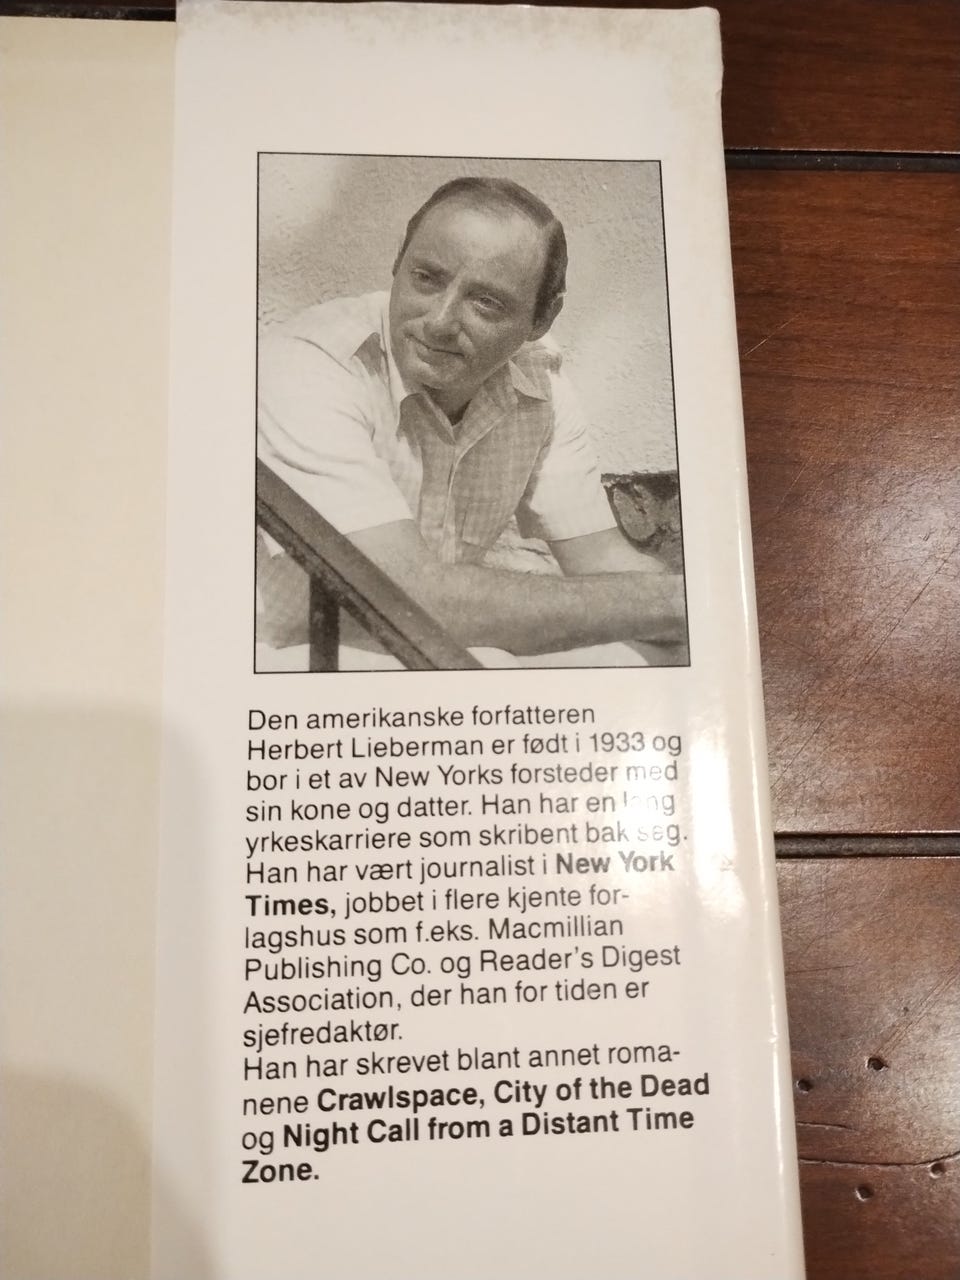 Den amerikanske forfatteren
Herbert Lieberman er født i 1933 og
bor i et av New Yorks forsteder med
sin kone og datter. Han har en lang
yrkeskarriere som skribent bak seg.
Han har vært journalist i New York
Times, jobbet i flere kjente for-
lagshus som f.eks. Macmillian
Publishing Co. og Reader's Digest
Association, der han for tiden er
sjefredaktør.
Han har skrevet blant annet roma-
nene Crawlspace, City of the Dead
og Night Call from a Distant Time
Zone.